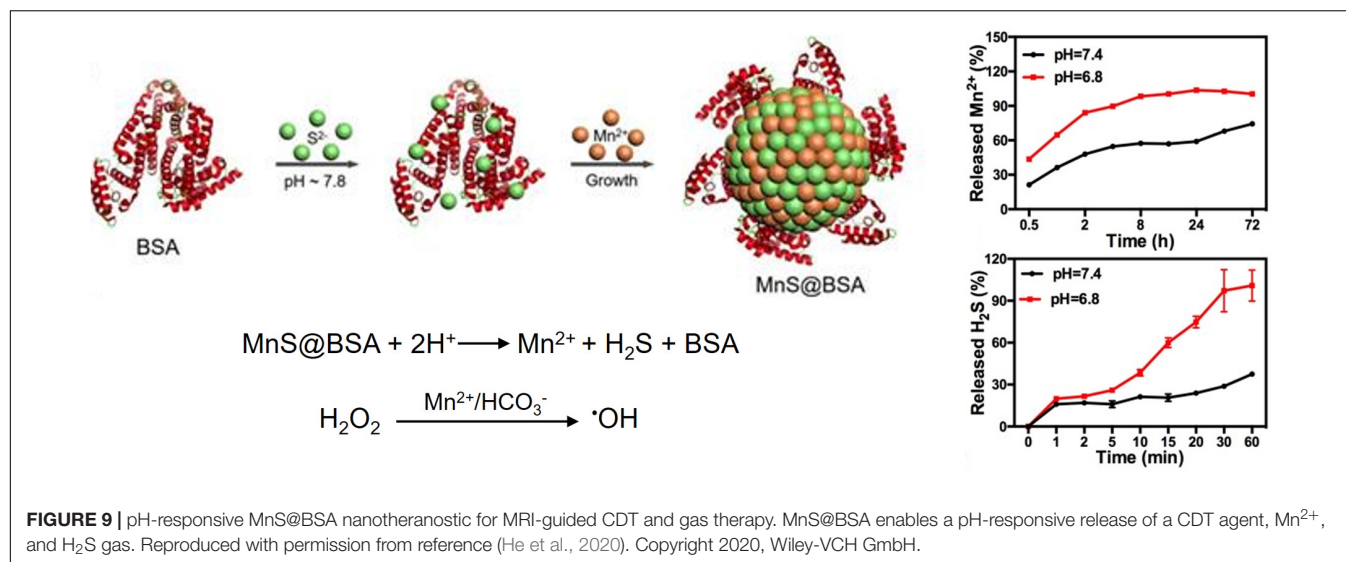 S2-
pH ~ 7.8
BSA
Mn2+
Growth
MnS@BSA
MnS@BSA + 2H+ ⟶ Mn2+ + H2S + BSA
H2O2 Mn2+/HCO3- ⟶ •OH
Released Mn2+ (%)
150
120
90
60
30
0
pH=7.4
pH=6.8
0.5 2 8 24 72
Time (h)
Released H2S (%)
120
90
60
30
0
pH=7.4
pH=6.8
0 1 2 5 10 15 20 30 60
Time (min)
FIGURE 9 | pH-responsive MnS@BSA nanotheranostic for MRI-guided CDT and gas therapy. MnS@BSA enables a pH-responsive release of a CDT agent, Mn2+,
and H2S gas. Reproduced with permission from reference (He et al., 2020). Copyright 2020, Wiley-VCH GmbH.